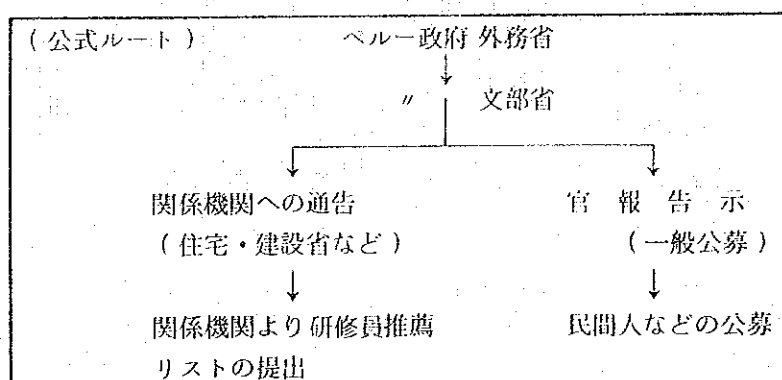 (公式ルート) ペルー政府 外務省
〃 文部省
関係機関への通告 官報告示
(住宅・建設省など) (一般公募)
関係機関より研修員推薦 民間人などの公募
リストの提出